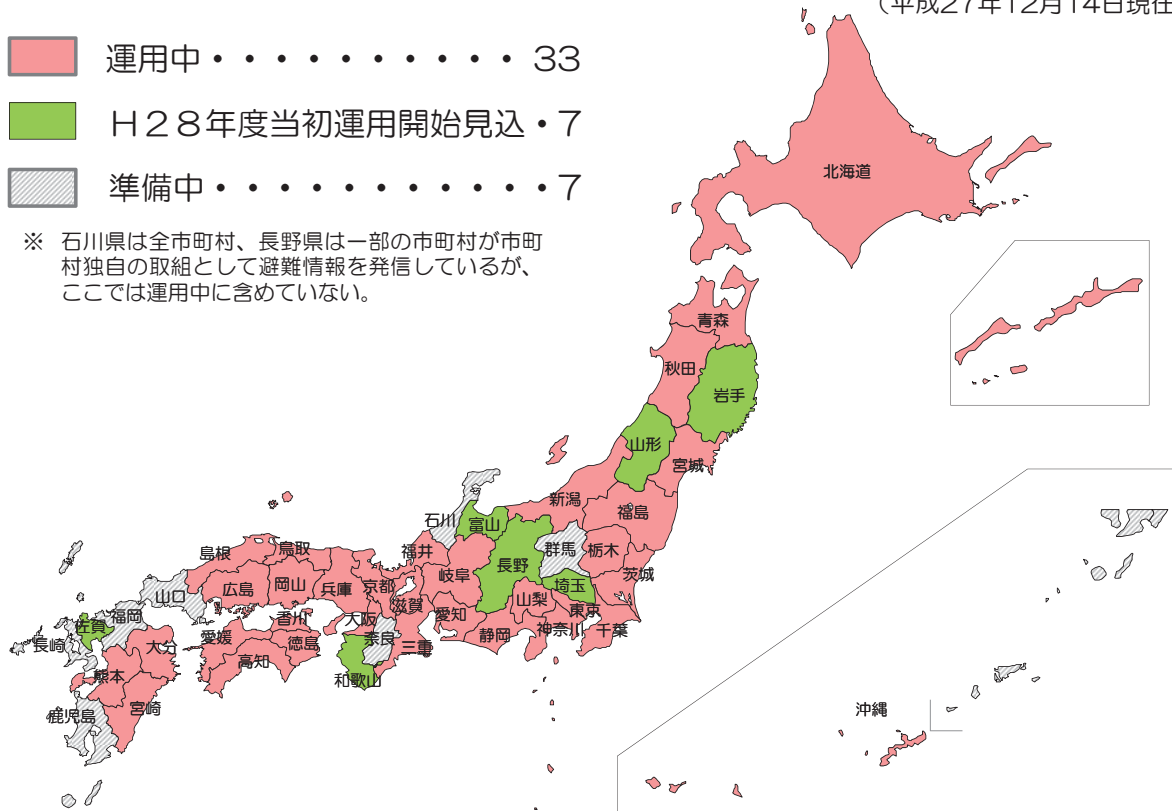 （平成27年12月14日現在
運用中・・・・・・・・・・・33
Ｈ２８年度当初運用開始見込・7
準備中・・・・・・・・・・・・7
※　石川県は全市町村、長野県は一部の市町村が市町
村独自の取組として避難情報を発信しているが、
ここでは運用中に含めていない。
北海道
青森
秋田
岩手
山形
宮城
新潟
福島
石川
富山
群馬
栃木
福井
長野
茨城
島根
鳥取
岐阜
埼玉
広島
岡山
兵庫
京都
滋賀
愛知
山梨
東京
山口
香川
大阪
静岡
神奈川
千葉
福岡
佐賀
長崎
大分
愛媛
徳島
奈良
三重
高知
熊本
和歌山
鹿児島
宮崎
沖縄